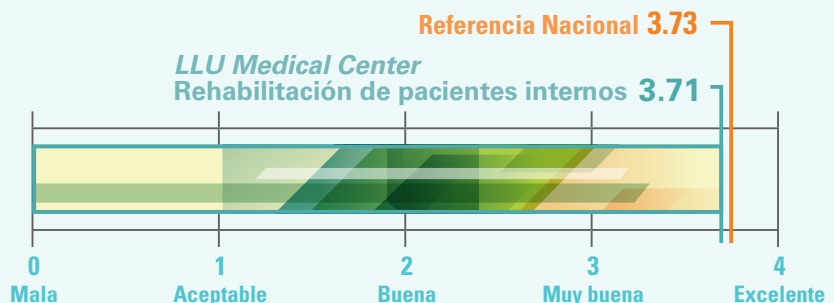 Referencia Nacional 3.73
LLU Medical Center
Rehabilitación de pacientes internos 3.71
0 1 2 3 4
Mala Aceptable Buena Muy buena Excelente